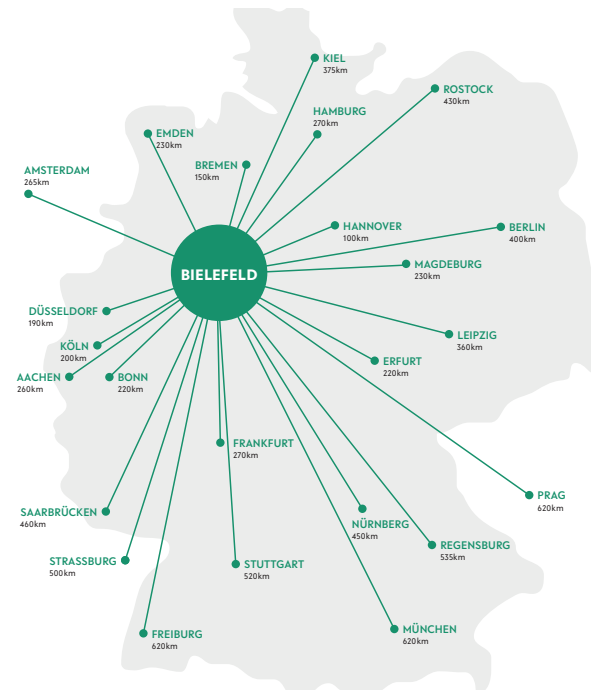 KIEL
375km
ROSTOCK
430km
HAMBURG
270km
EMDEN
230km
BREMEN
150km
AMSTERDAM
265km
HANNOVER
100km
BERLIN
400km
MAGDEBURG
230km
BIELEFELD
DÜSSELDORF
190km
LEIPZIG
360km
KÖLN
200km
ERFURT
220km
AACHEN
260km
BONN
220km
FRANKFURT
270km
PRAG
620km
SAARBRÜCKEN
460km
NÜRNBERG
450km
REGENSBURG
535km
STRASSBURG
500km
STUTTGART
520km
FREIBURG
620km
MÜNCHEN
620km